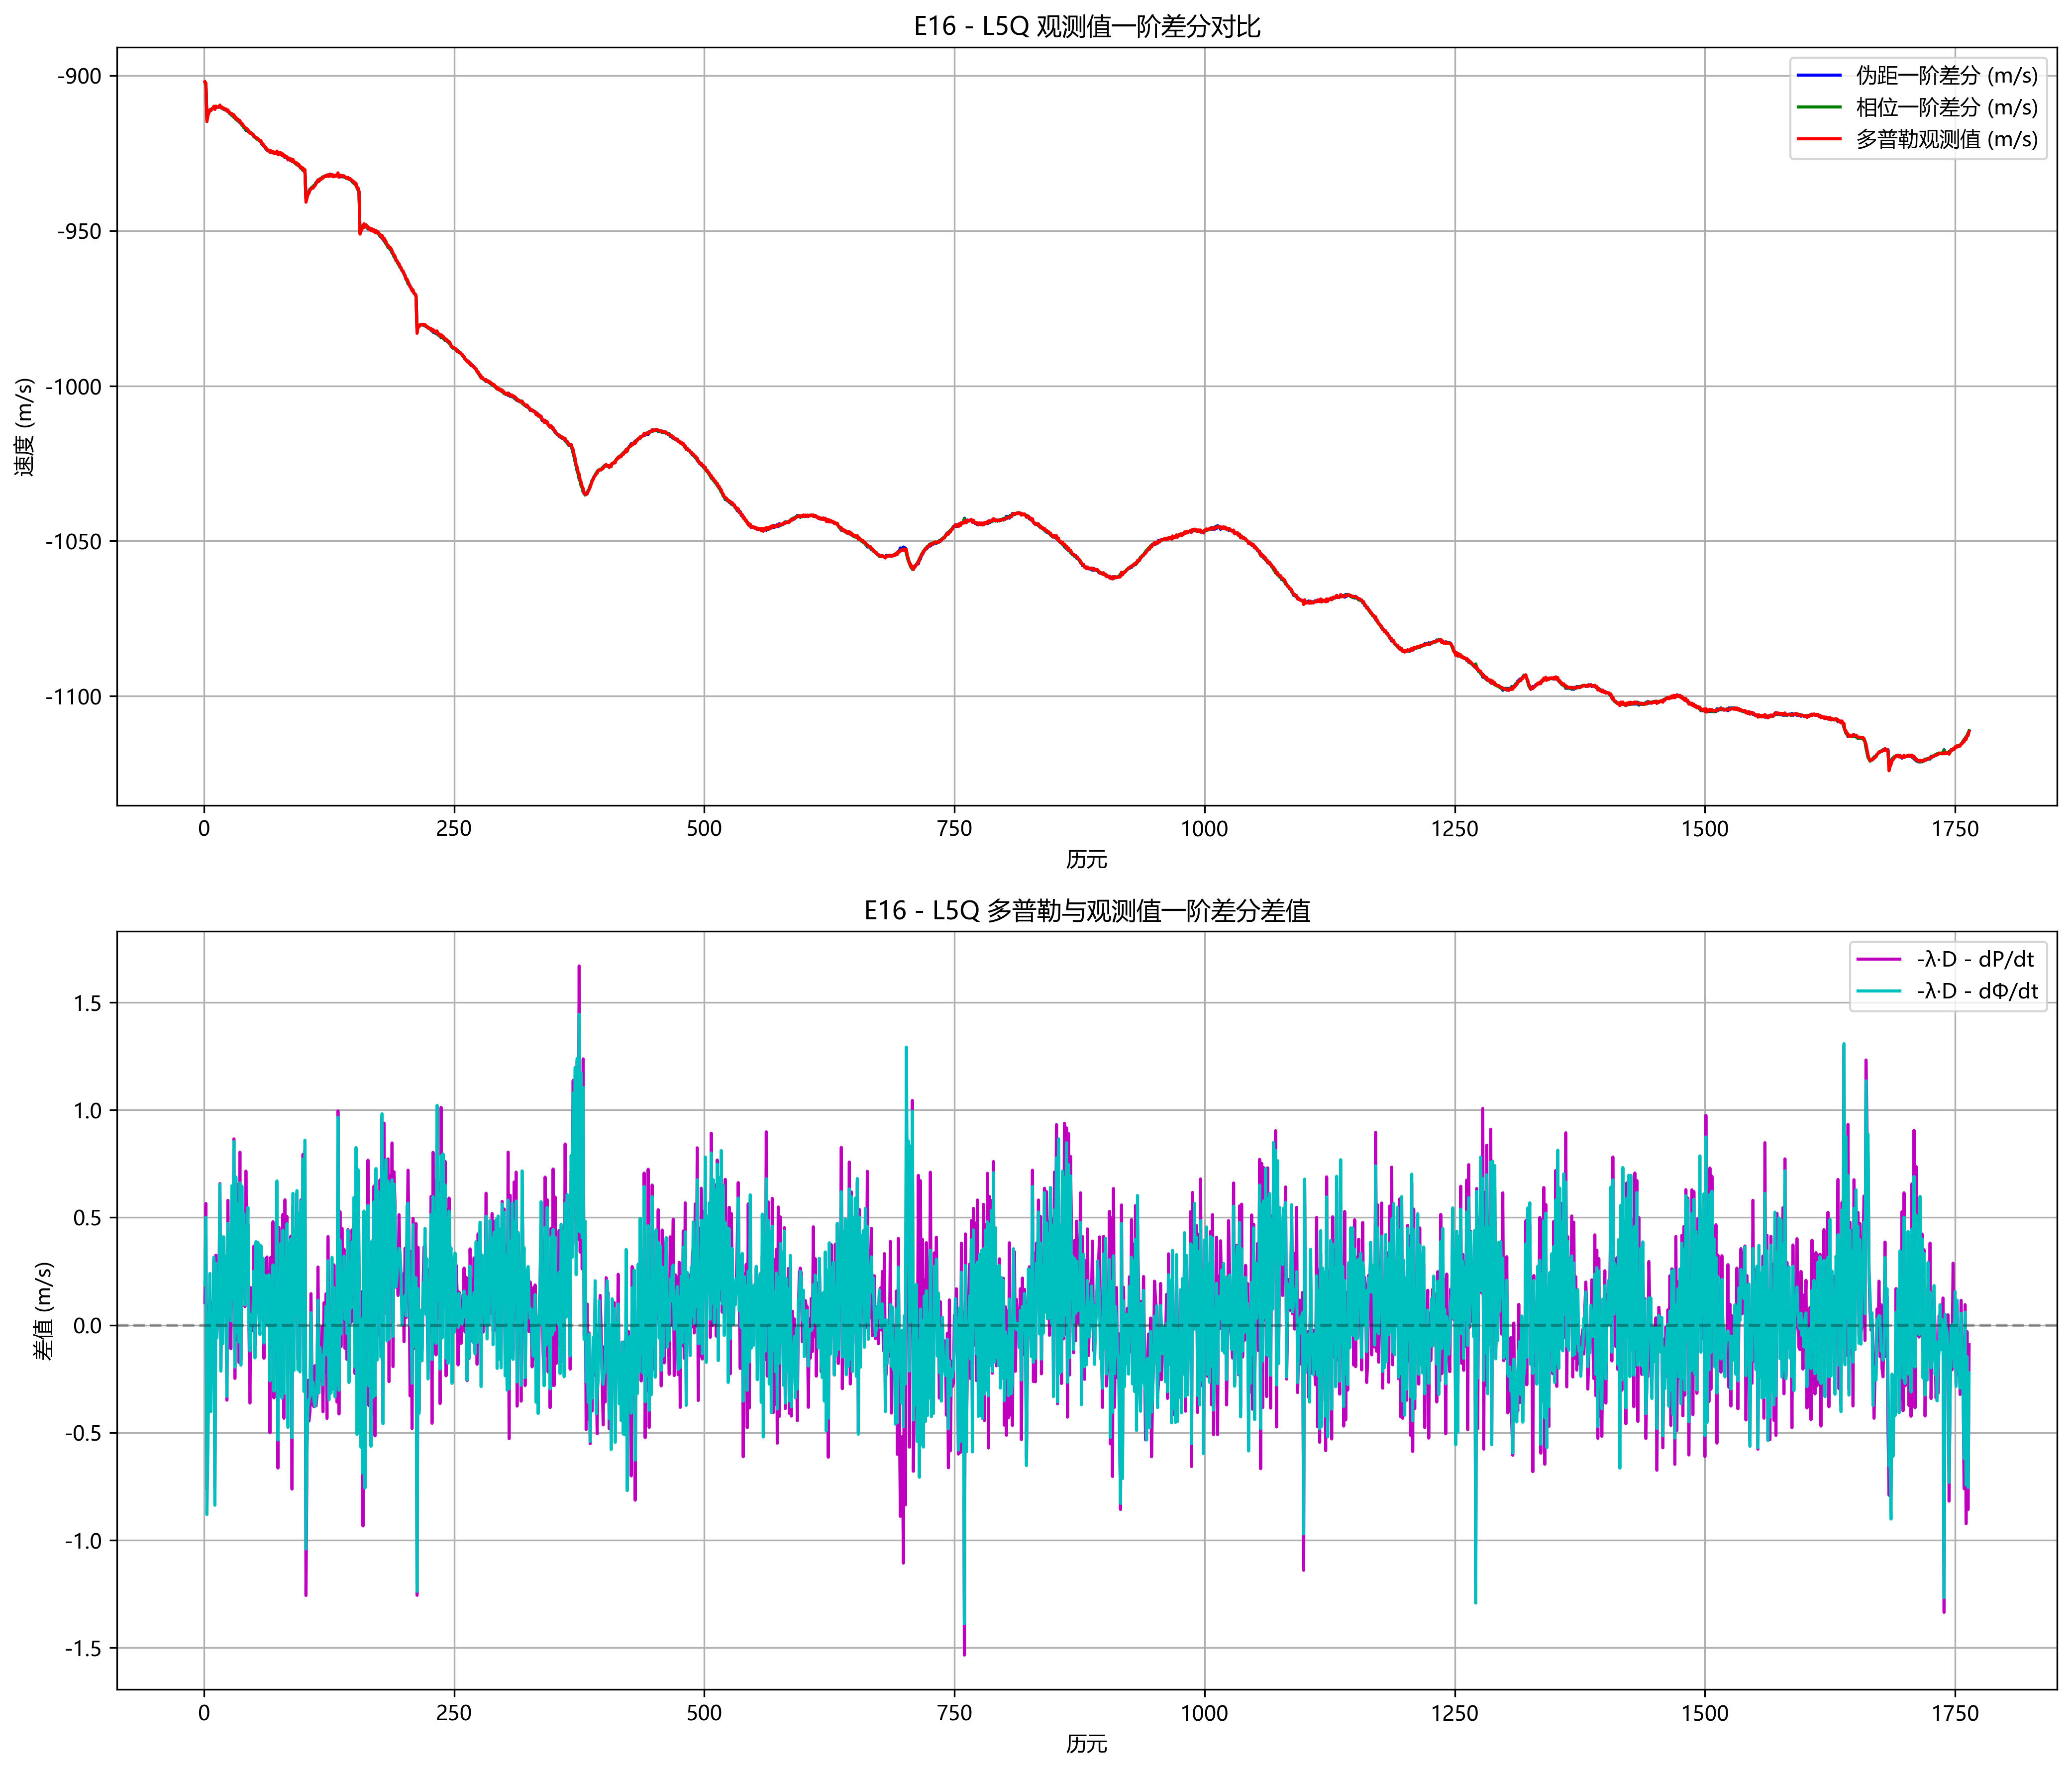 E16 - L5Q 观测值一阶差分对比
伪距一阶差分 (m/s)
相位一阶差分 (m/s)
多普勒观测值 (m/s)
速度 (m/s)
-900
-950
-1000
-1050
-1100
0 250 500 750 1000 1250 1500 1750
历元
E16 - L5Q 多普勒与观测值一阶差分差值
-λ·D - dP/dt
-λ·D - dΦ/dt
差值 (m/s)
1.5
1.0
0.5
0.0
-0.5
-1.0
-1.5
0 250 500 750 1000 1250 1500 1750
历元